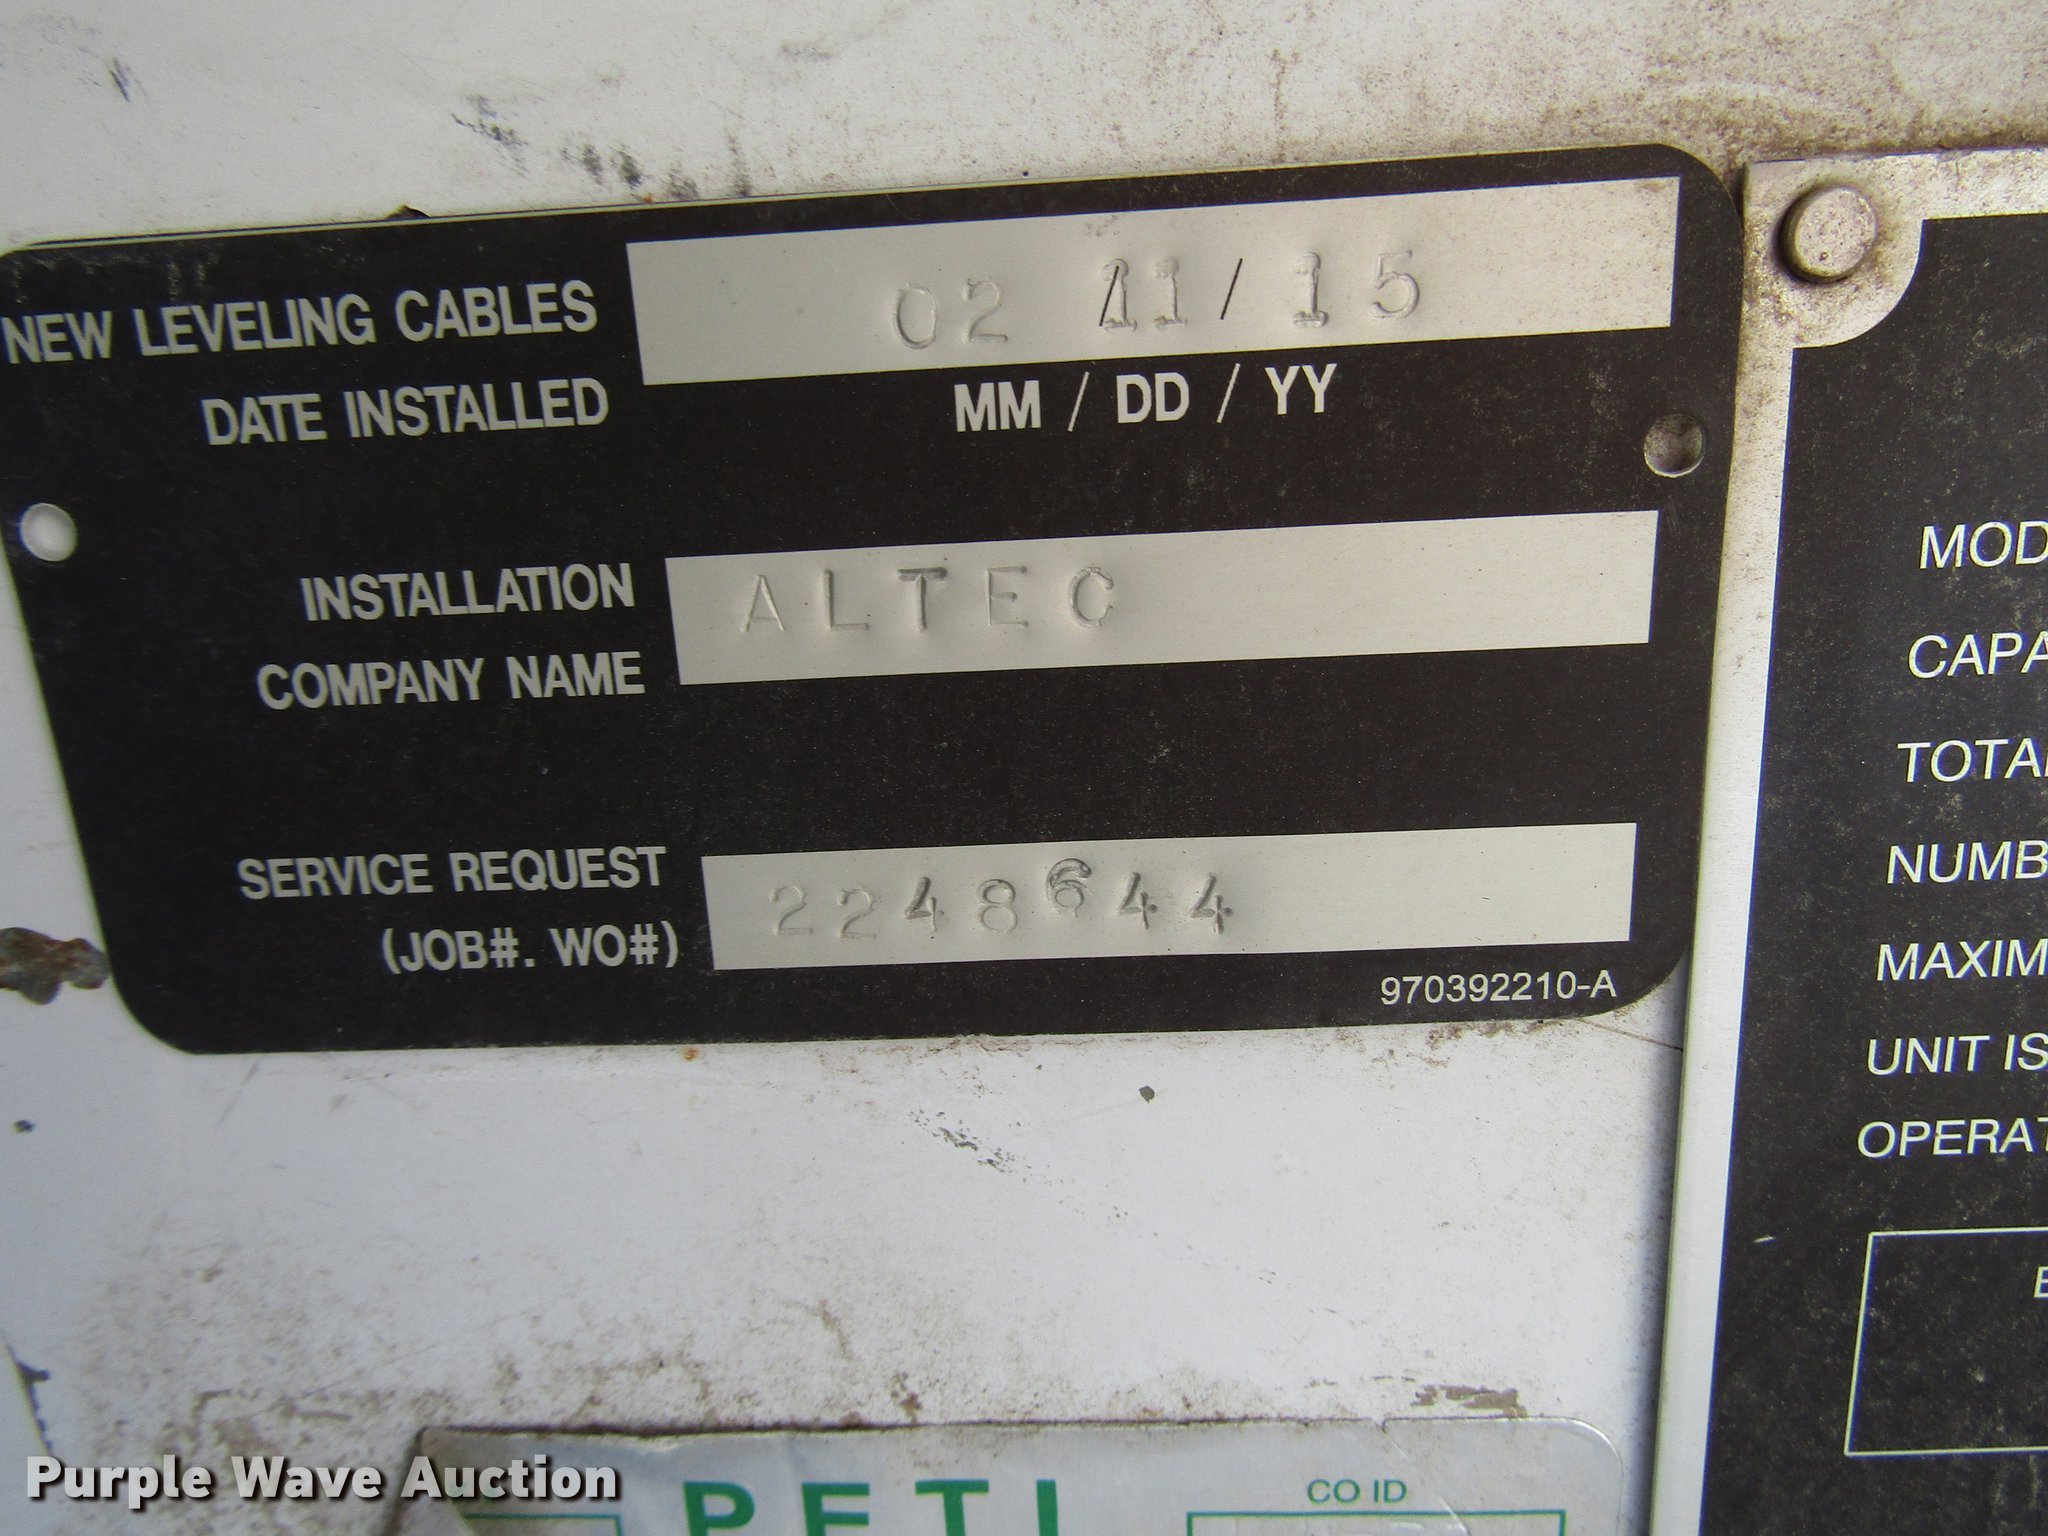 NEW LEVELING CABLES 02 / 11 / 15
DATE INSTALLED MM / DD / YY
INSTALLATION ALTEC
COMPANY NAME
SERVICE REQUEST 2248644
(JOB#. WO#)
970392210-A
MOD
CAPA
TOTA
NUMB
MAXIM
UNIT IS
OPERAT
CO ID
Purple Wave Auction